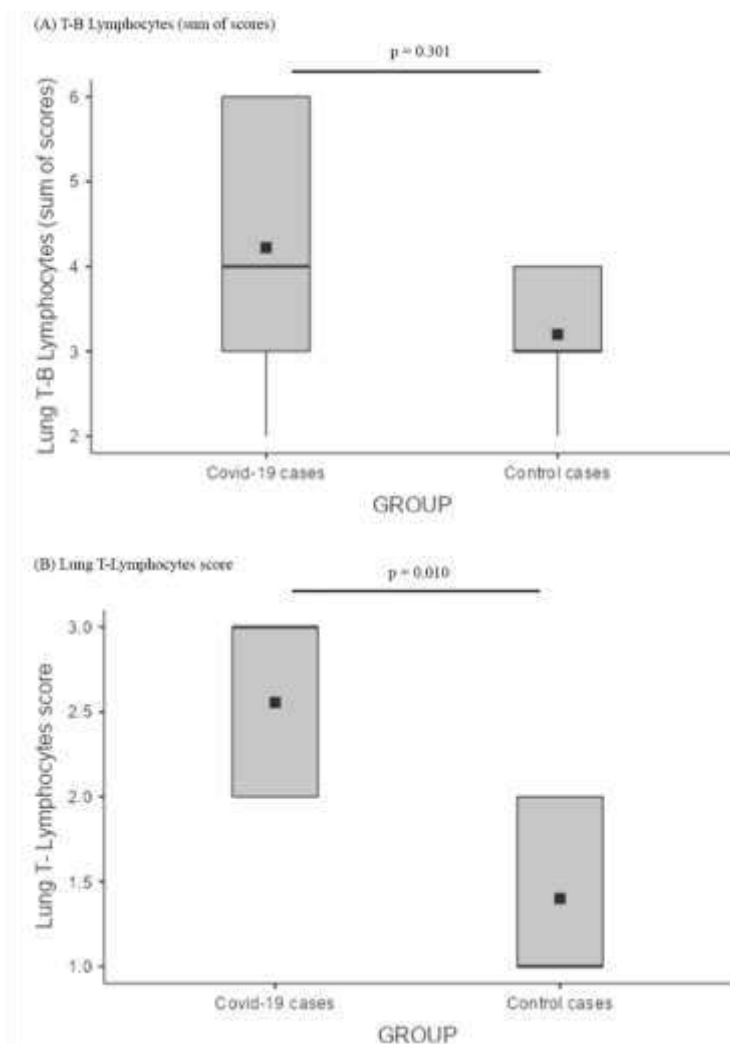 (A) T-B Lymphocytes (sum of scores)
p = 0.301
Lung T-B Lymphocytes (sum of scores)
6
5
4
3
2
Covid-19 cases
Control cases
GROUP
(B) Lung T-Lymphocytes score
p = 0.010
Lung T- Lymphocytes score
3.0
2.5
2.0
1.5
1.0
Covid-19 cases
Control cases
GROUP